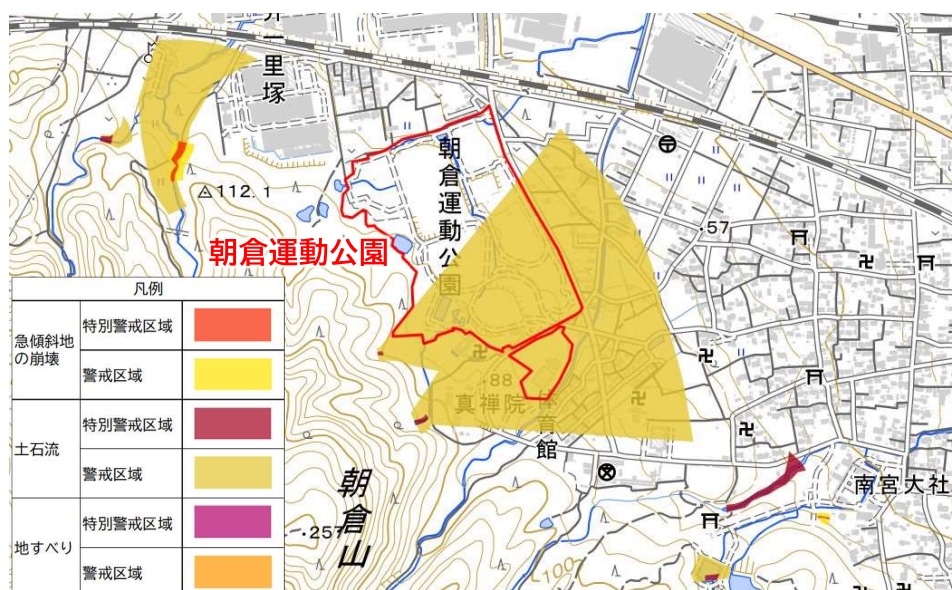 井一里塚
朝倉運動公園
△112.1
朝倉運動公園
・57
凡例
急傾斜地の崩壊
特別警戒区域
警戒区域
土石流
特別警戒区域
警戒区域
地すべり
特別警戒区域
警戒区域
・88
真禅院
体育館
朝倉山
・257
100
南宮大社